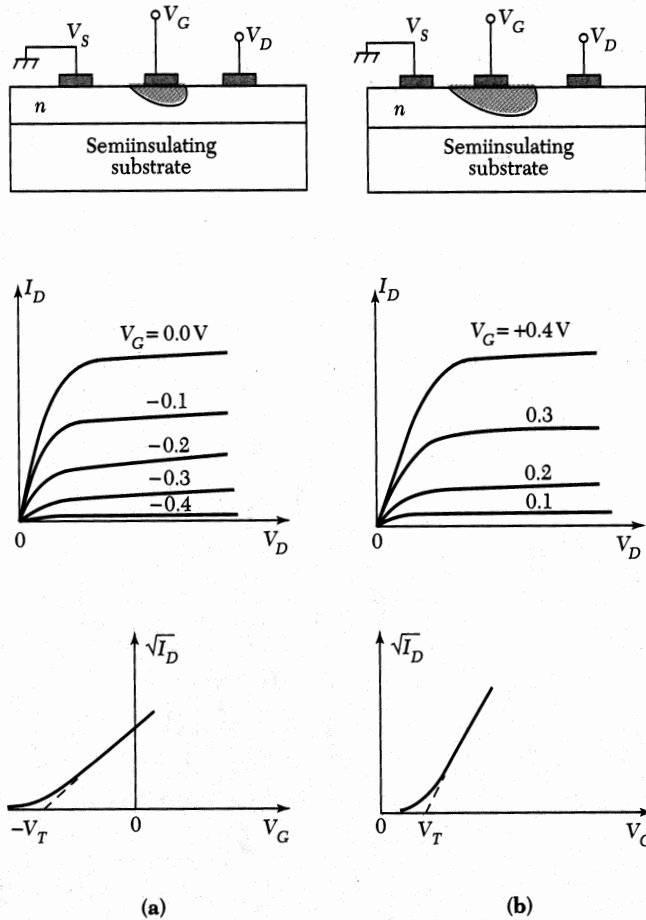 V_S
V_G
V_D
n
Semiinsulating
substrate
V_S
V_G
V_D
n
Semiinsulating
substrate
I_D
V_G = 0.0 V
−0.1
−0.2
−0.3
−0.4
0
V_D
I_D
V_G = +0.4 V
0.3
0.2
0.1
0
V_D
√I_D
−V_T
0
V_G
√I_D
0
V_T
(a)
(b)